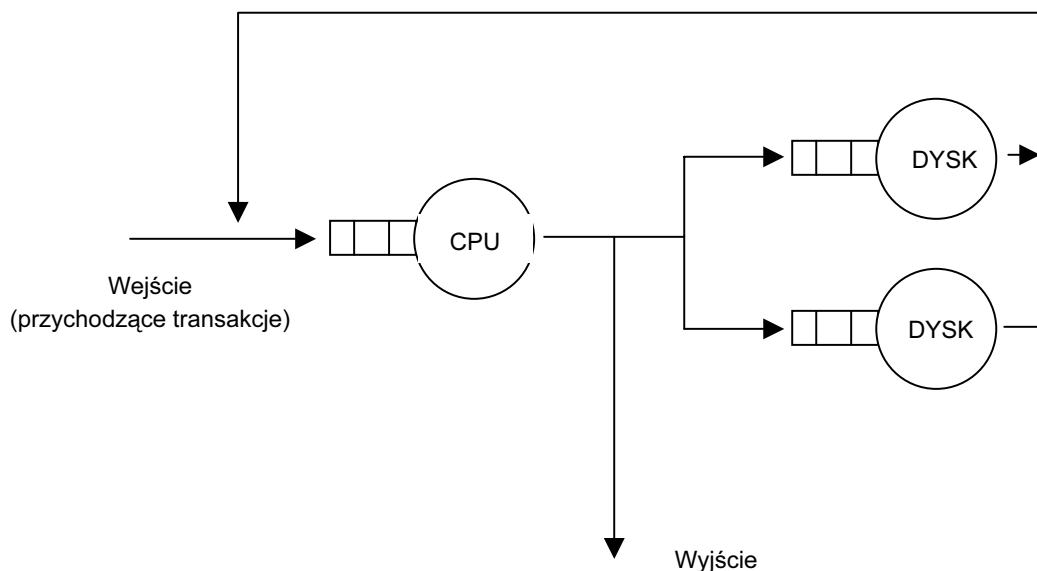 DYSK
CPU
Wejście
(przychodzące transakcje)
DYSK
Wyjście